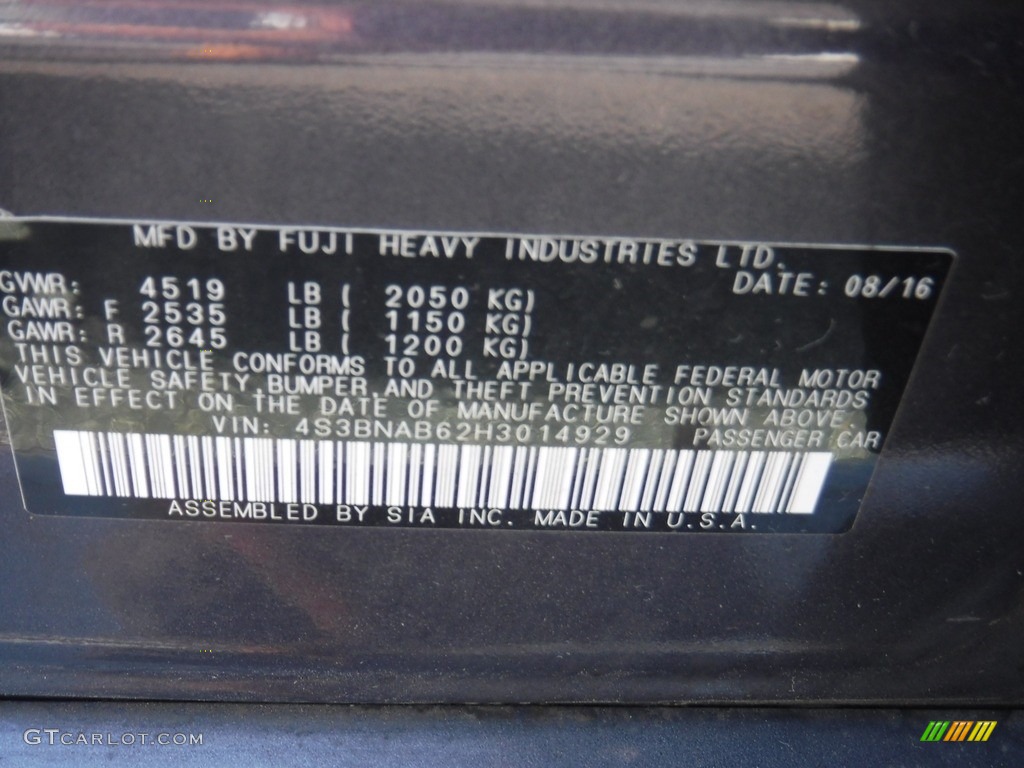 MFD BY FUJI HEAVY INDUSTRIES LTD.
DATE: 08/16
GVWR: 4519 LB ( 2050 KG)
GAWR: F 2535 LB ( 1150 KG)
GAWR: R 2645 LB ( 1200 KG)
THIS VEHICLE CONFORMS TO ALL APPLICABLE FEDERAL MOTOR
VEHICLE SAFETY, BUMPER, AND THEFT PREVENTION STANDARDS
IN EFFECT ON THE DATE OF MANUFACTURE SHOWN ABOVE.
VIN: 4S3BNAB62H3014929 PASSENGER CAR
ASSEMBLED BY SIA INC. MADE IN U.S.A.
GTCARLOT.COM